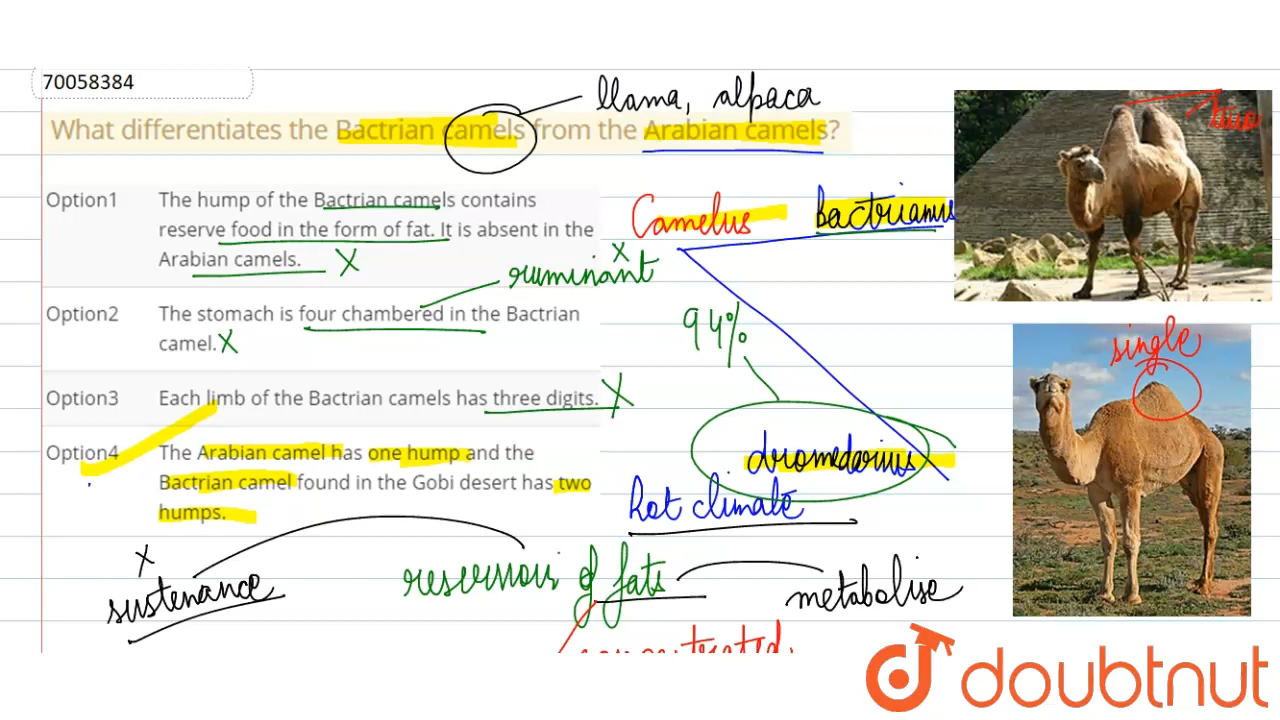 70058384
llama, alpaca
What differentiates the Bactrian camels from the Arabian camels?
two
Option1 The hump of the Bactrian camels contains
reserve food in the form of fat. It is absent in the
Arabian camels. X
Camelus bactrianus
X
ruminant
Option2 The stomach is four chambered in the Bactrian
camel. X
94%
single
Option3 Each limb of the Bactrian camels has three digits. X
Option4 The Arabian camel has one hump and the
Bactrian camel found in the Gobi desert has two
humps.
dromedarius
hot climate
X
sustenance
reservoir of fats
metabolise
concentrated.
doubtnut